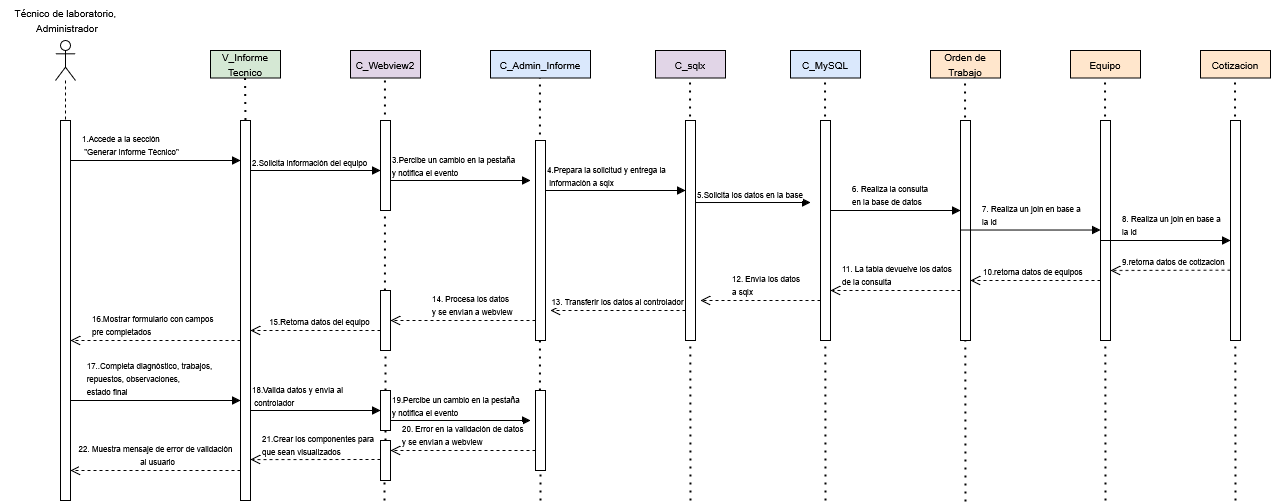 Técnico de laboratorio,
Administrador
V_Informe
Tecnico
C_Webview2
C_Admin_Informe
C_sqlx
C_MySQL
Orden de
Trabajo
Equipo
Cotizacion
1.Accede a la sección
"Generar Informe Técnico"
2.Solicita información del equipo
3.Percibe un cambio en la pestaña
y notifica el evento
4.Prepara la solicitud y entrega la
información a sqlx
5.Solicita los datos en la base
6. Realiza la consulta
en la base de datos
7. Realiza un join en base a
la id
8. Realiza un join en base a
la id
9.retorna datos de cotizacion
10.retorna datos de equipos
11. La tabla devuelve los datos
de la consulta
12. Envia los datos
a sqlx
13. Transferir los datos al controlador
14. Procesa los datos
y se envian a webview
15.Retorna datos del equipo
16.Mostrar formulario con campos
pre completados
17..Completa diagnóstico, trabajos,
repuestos, observaciones,
estado final
18.Valida datos y envia al
controlador
19.Percibe un cambio en la pestaña
y notifica el evento
20. Error en la validación de datos
y se envian a webview
21.Crear los componentes para
que sean visualizados
22. Muestra mensaje de error de validación
al usuario